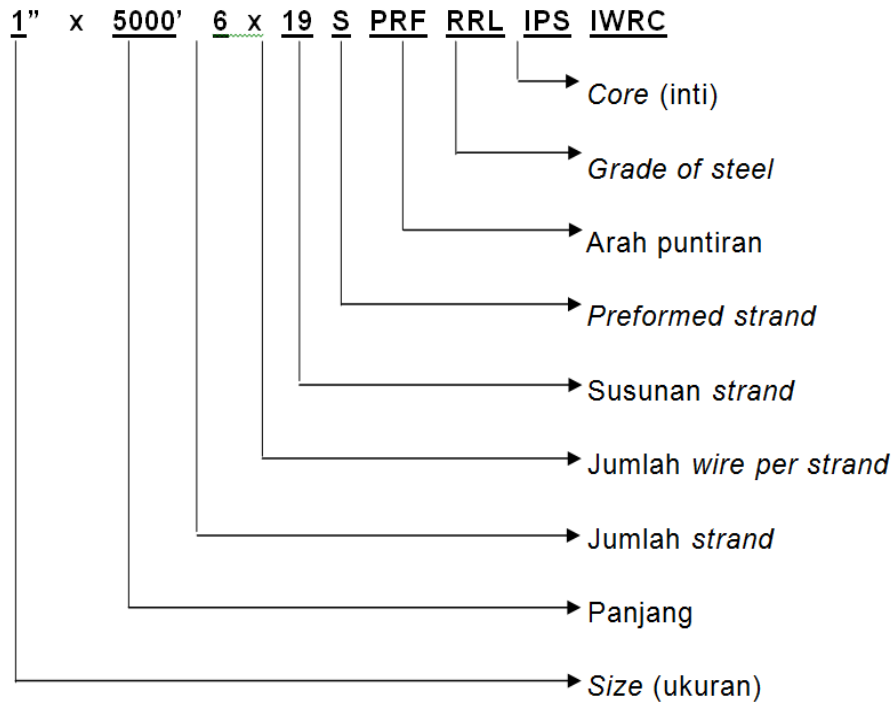 1” x 5000’ 6 x 19 S PRF RRL IPS IWRC
Core (inti)
Grade of steel
Arah puntiran
Preformed strand
Susunan strand
Jumlah wire per strand
Jumlah strand
Panjang
Size (ukuran)